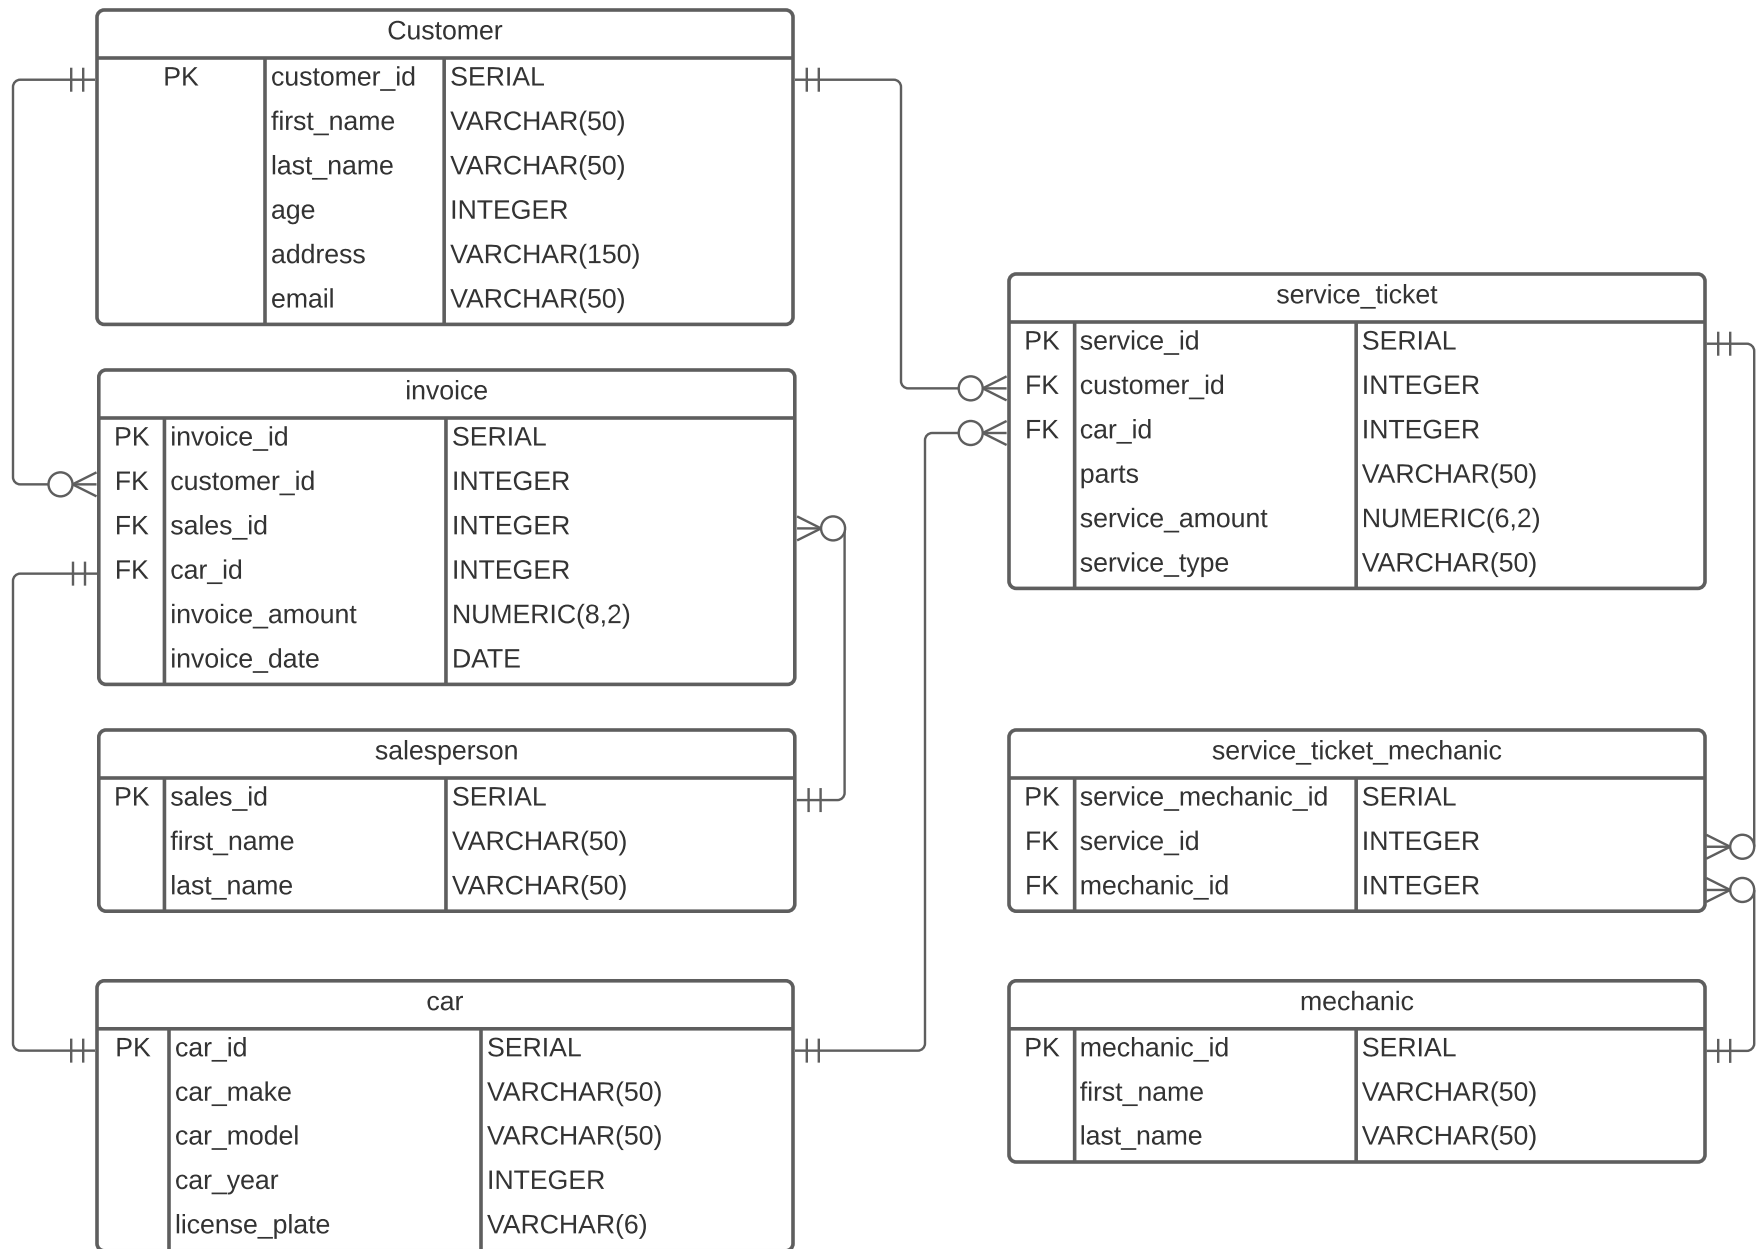 Customer
PK customer_id SERIAL
first_name VARCHAR(50)
last_name VARCHAR(50)
age INTEGER
address VARCHAR(150)
email VARCHAR(50)
invoice
PK invoice_id SERIAL
FK customer_id INTEGER
FK sales_id INTEGER
FK car_id INTEGER
invoice_amount NUMERIC(8,2)
invoice_date DATE
salesperson
PK sales_id SERIAL
first_name VARCHAR(50)
last_name VARCHAR(50)
car
PK car_id SERIAL
car_make VARCHAR(50)
car_model VARCHAR(50)
car_year INTEGER
license_plate VARCHAR(6)
service_ticket
PK service_id SERIAL
FK customer_id INTEGER
FK car_id INTEGER
parts VARCHAR(50)
service_amount NUMERIC(6,2)
service_type VARCHAR(50)
service_ticket_mechanic
PK service_mechanic_id SERIAL
FK service_id INTEGER
FK mechanic_id INTEGER
mechanic
PK mechanic_id SERIAL
first_name VARCHAR(50)
last_name VARCHAR(50)